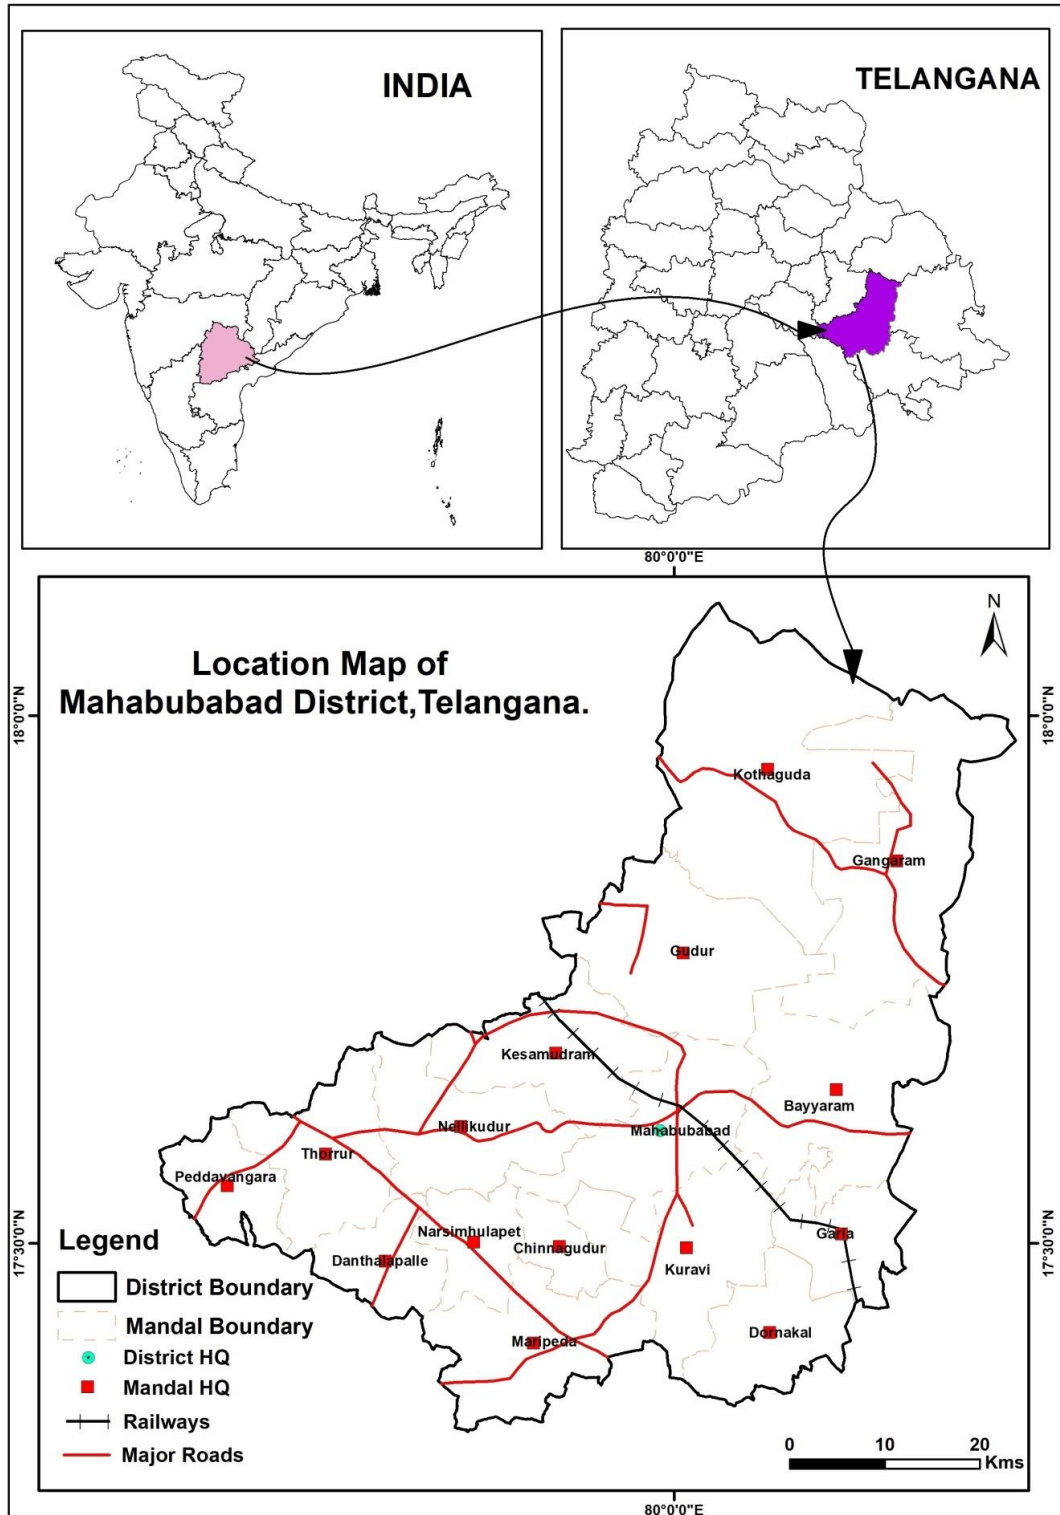 INDIA
TELANGANA
80°0'0"E
N
Location Map of
Mahabubabad District,Telangana.
18°0'0"N
18°0'0"N
Kothaguda
Gangaram
Gudur
Kesamudram
Bayyaram
Nellikudur
Mahabubabad
Thorrur
Peddavangara
Narsimhulapet
Chinnagudur
Garla
Danthalapalle
Kuravi
Maripeda
Dornakal
17°30'0"N
17°30'0"N
Legend
District Boundary
Mandal Boundary
District HQ
Mandal HQ
Railways
Major Roads
0 10 20
Kms
80°0'0"E